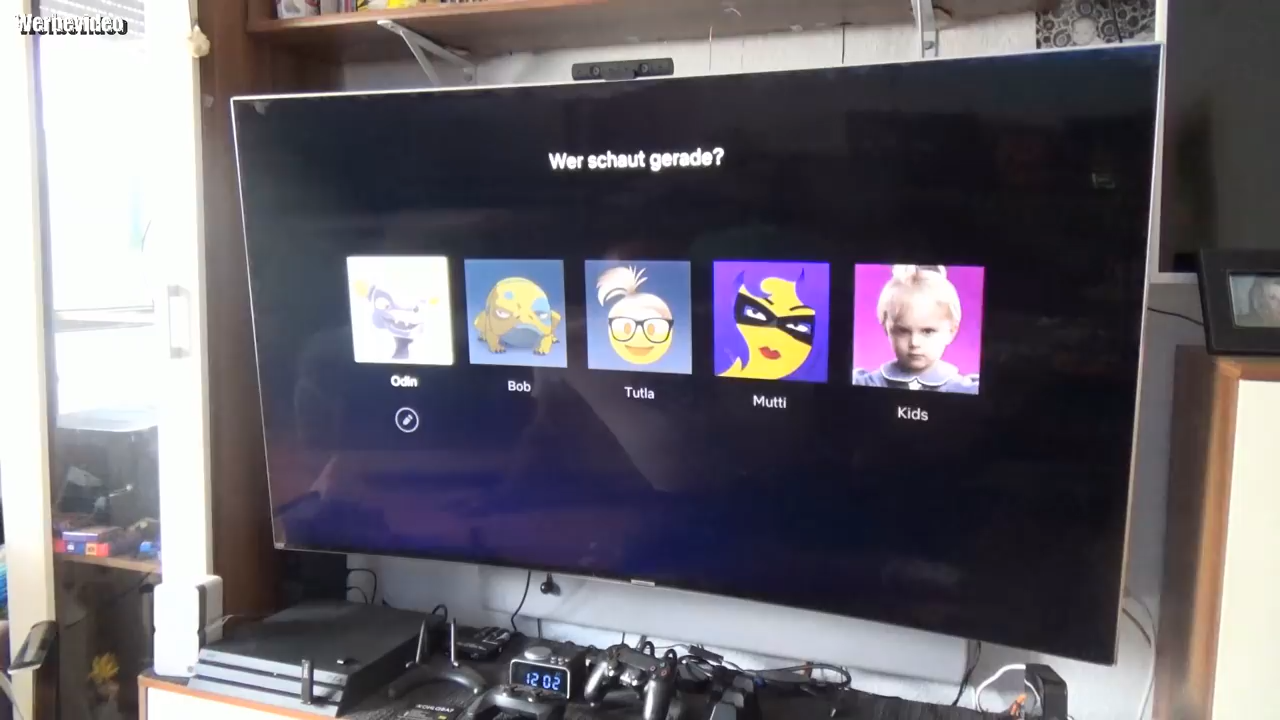 Werbevideo
Wer schaut gerade?
Odin
Bob
Tutla
Mutti
Kids
12:02